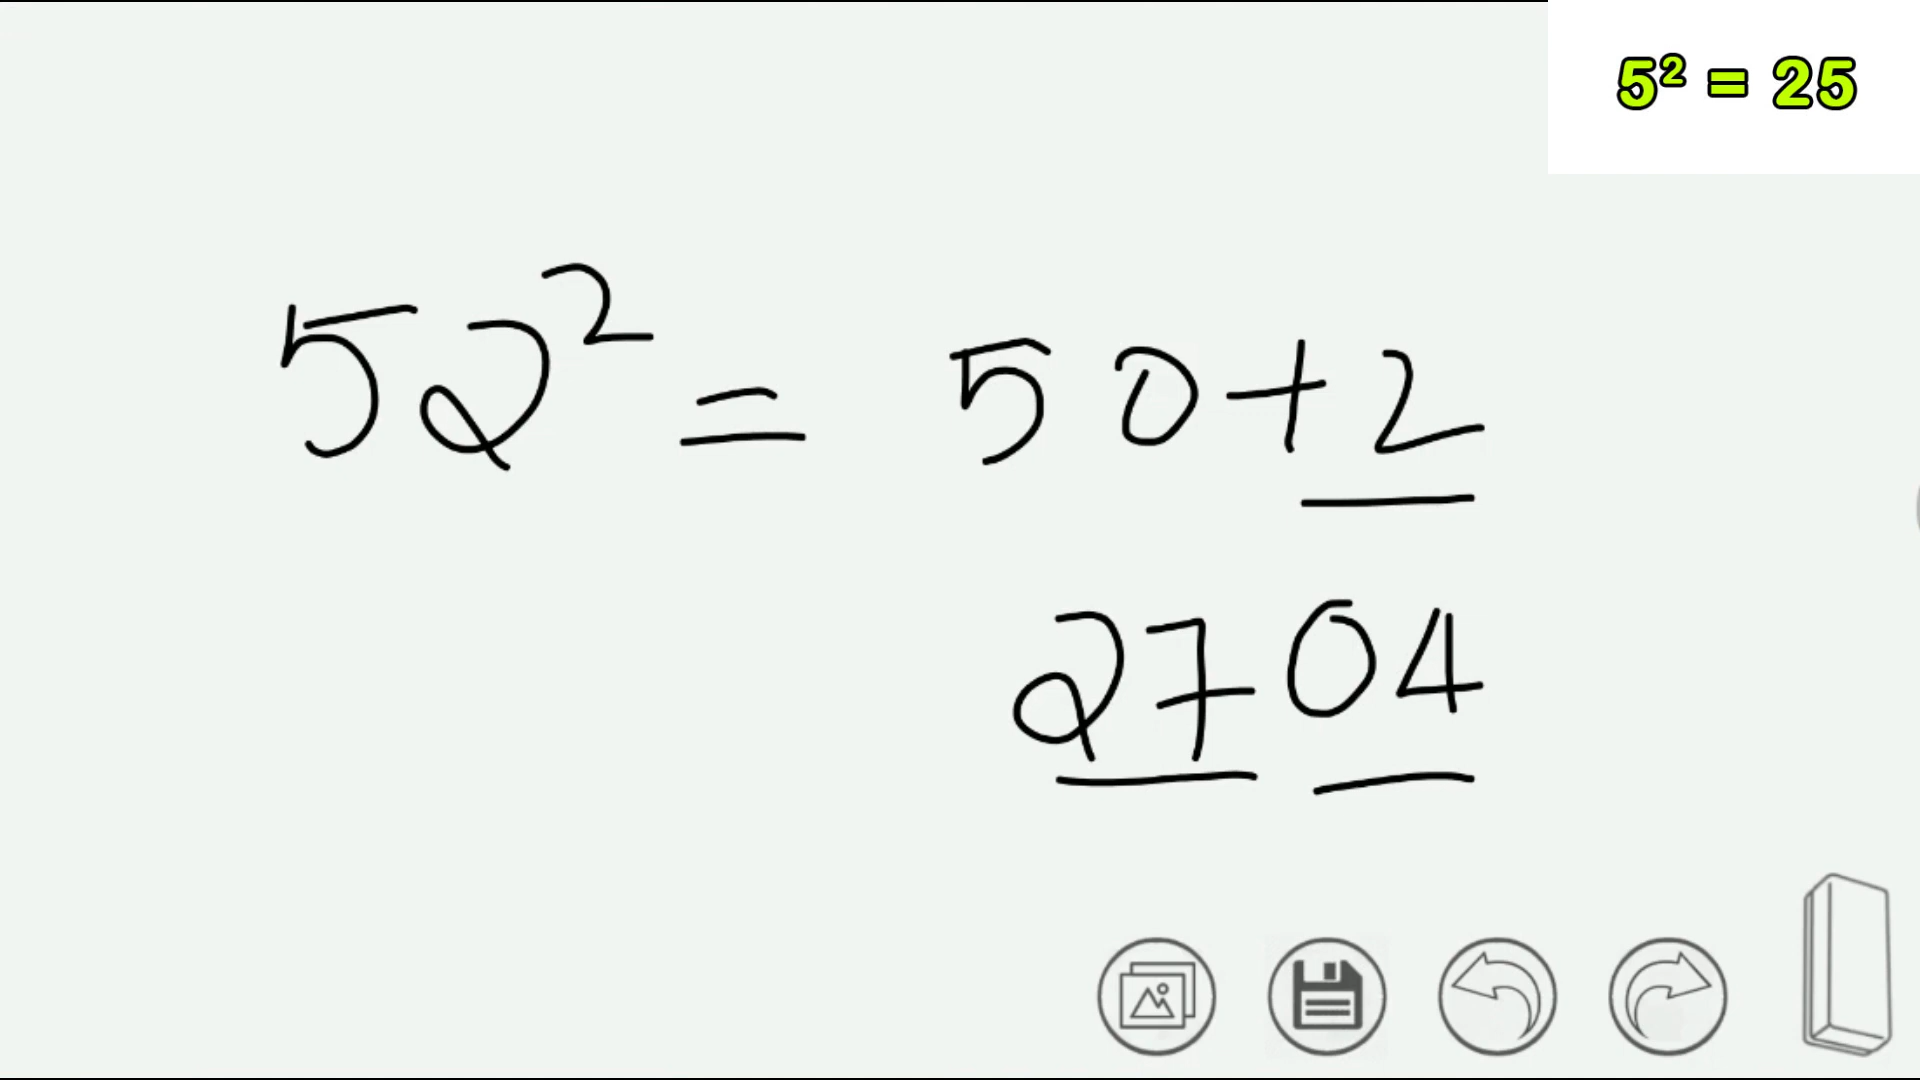 5² = 25
52² = 50+2
2704